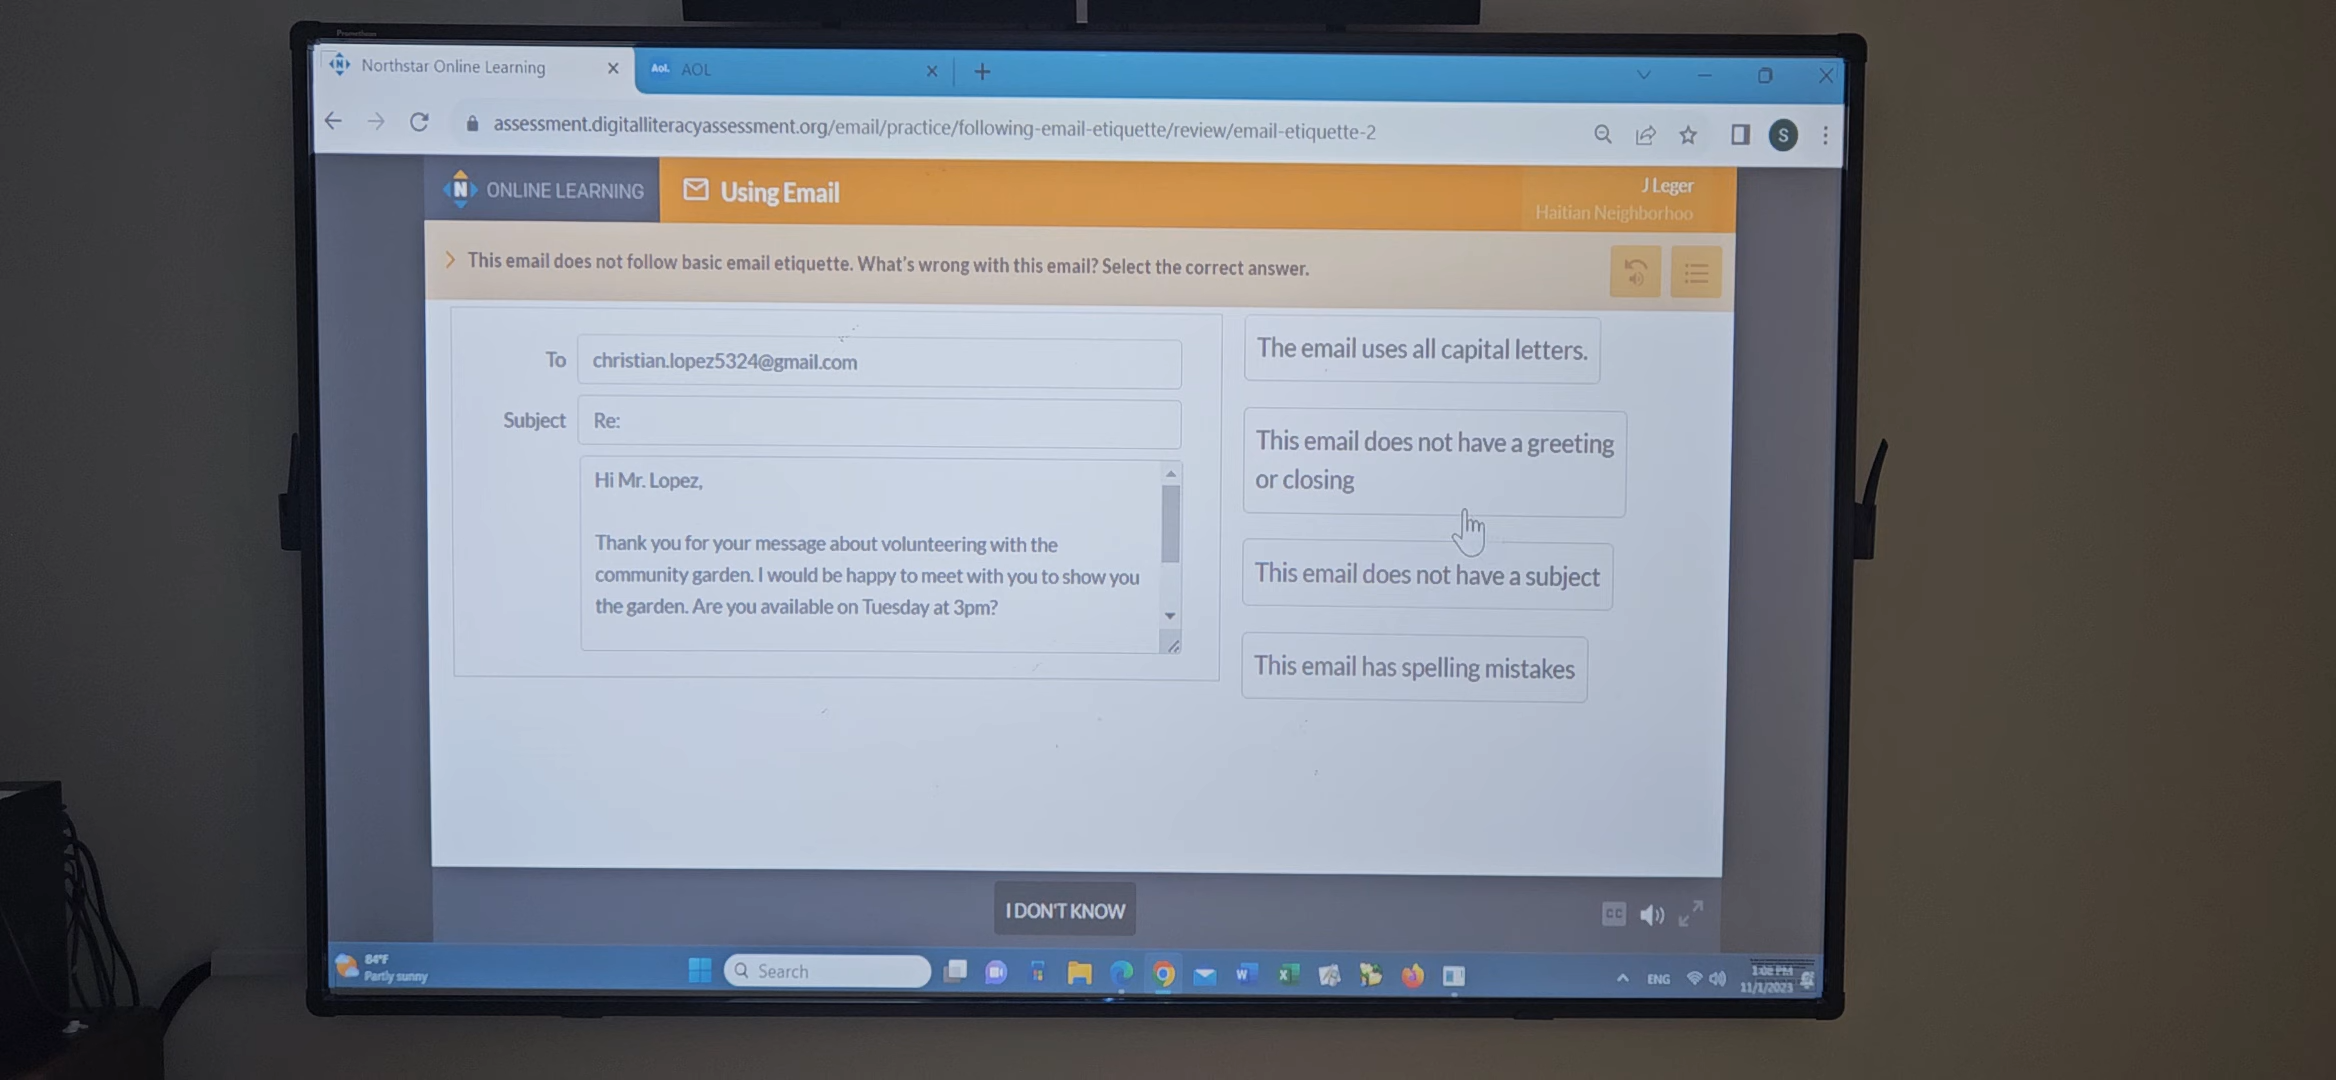 Promethean
Northstar Online Learning
AOL
assessment.digitalliteracyassessment.org/email/practice/following-email-etiquette/review/email-etiquette-2
S
N ONLINE LEARNING
Using Email
J Leger
Haitian Neighborhoo
This email does not follow basic email etiquette. What's wrong with this email? Select the correct answer.
To
christian.lopez5324@gmail.com
Subject
Re:
Hi Mr. Lopez,
Thank you for your message about volunteering with the
community garden. I would be happy to meet with you to show you
the garden. Are you available on Tuesday at 3pm?
The email uses all capital letters.
This email does not have a greeting
or closing
This email does not have a subject
This email has spelling mistakes
I DON'T KNOW
CC
84°F
Partly sunny
Search
ENG
1:02 PM
11/1/2023